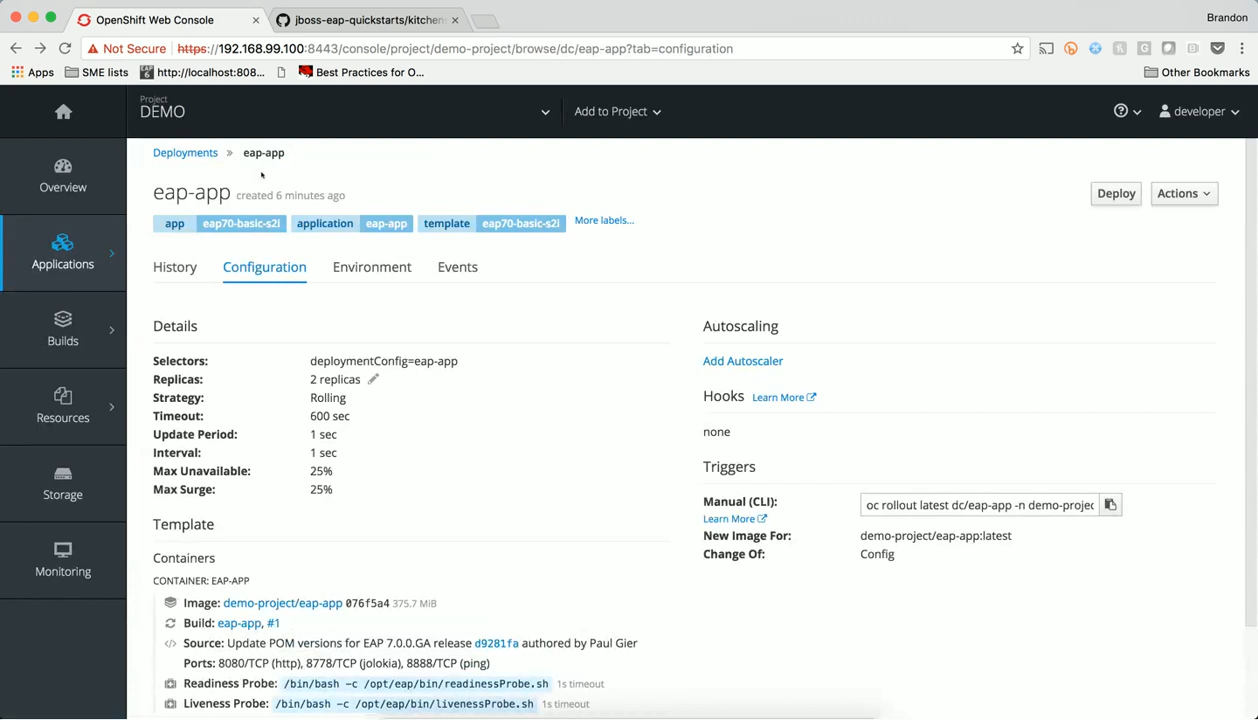 OpenShift Web Console
jboss-eap-quickstarts/kitchen
Brandon
Not Secure https://192.168.99.100:8443/console/project/demo-project/browse/dc/eap-app?tab=configuration
Apps SME lists http://localhost:808... Best Practices for O... Other Bookmarks
Project
DEMO
Add to Project
developer
Overview
Applications
Builds
Resources
Storage
Monitoring
Deployments » eap-app
eap-app created 6 minutes ago
Deploy Actions
app eap70-basic-s2i application eap-app template eap70-basic-s2i More labels...
History Configuration Environment Events
Details
Selectors: deploymentConfig=eap-app
Replicas: 2 replicas
Strategy: Rolling
Timeout: 600 sec
Update Period: 1 sec
Interval: 1 sec
Max Unavailable: 25%
Max Surge: 25%
Template
Containers
CONTAINER: EAP-APP
Image: demo-project/eap-app 076f5a4 375.7 MiB
Build: eap-app, #1
Source: Update POM versions for EAP 7.0.0.GA release d9281fa authored by Paul Gier
Ports: 8080/TCP (http), 8778/TCP (jolokia), 8888/TCP (ping)
Readiness Probe: /bin/bash -c /opt/eap/bin/readinessProbe.sh 1s timeout
Liveness Probe: /bin/bash -c /opt/eap/bin/livenessProbe.sh 1s timeout
Autoscaling
Add Autoscaler
Hooks Learn More
none
Triggers
Manual (CLI): oc rollout latest dc/eap-app -n demo-projec
Learn More
New Image For: demo-project/eap-app:latest
Change Of: Config